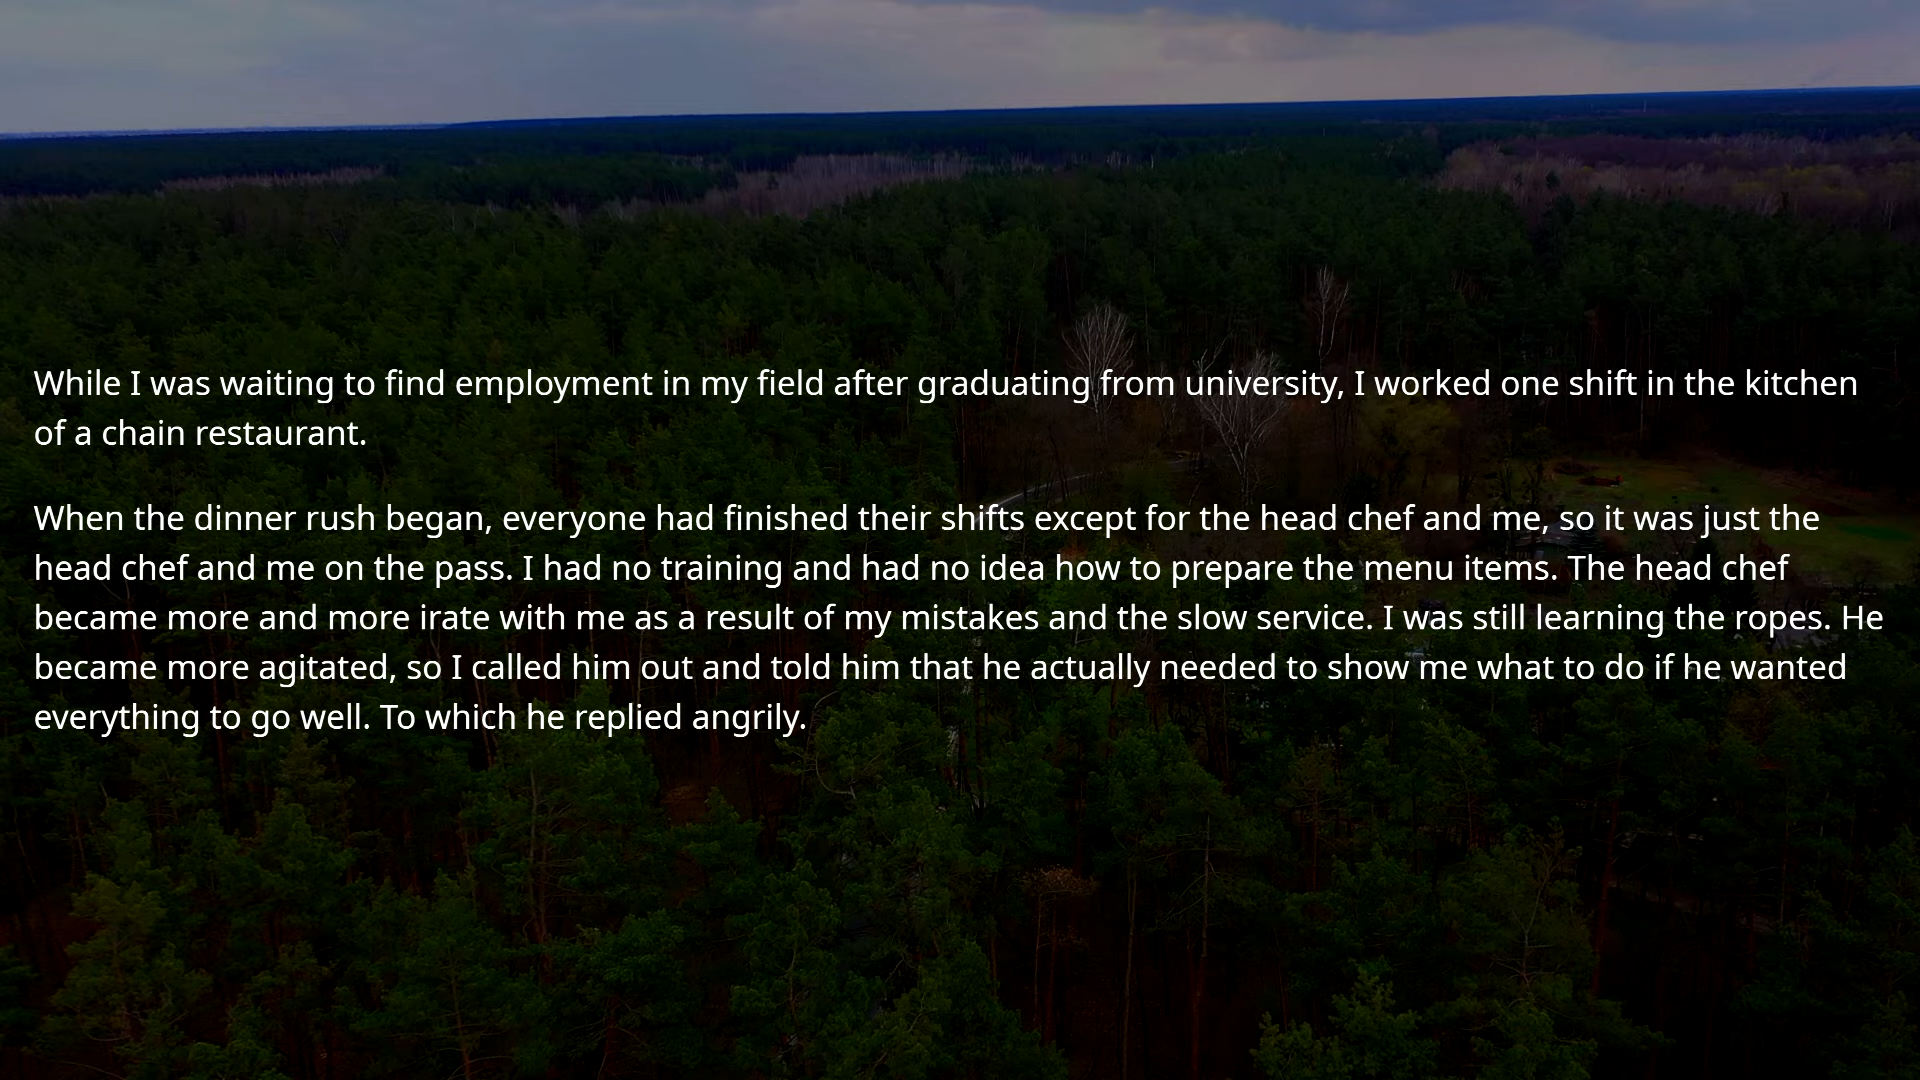 While I was waiting to find employment in my field after graduating from university, I worked one shift in the kitchen
of a chain restaurant.
When the dinner rush began, everyone had finished their shifts except for the head chef and me, so it was just the
head chef and me on the pass. I had no training and had no idea how to prepare the menu items. The head chef
became more and more irate with me as a result of my mistakes and the slow service. I was still learning the ropes. He
became more agitated, so I called him out and told him that he actually needed to show me what to do if he wanted
everything to go well. To which he replied angrily.